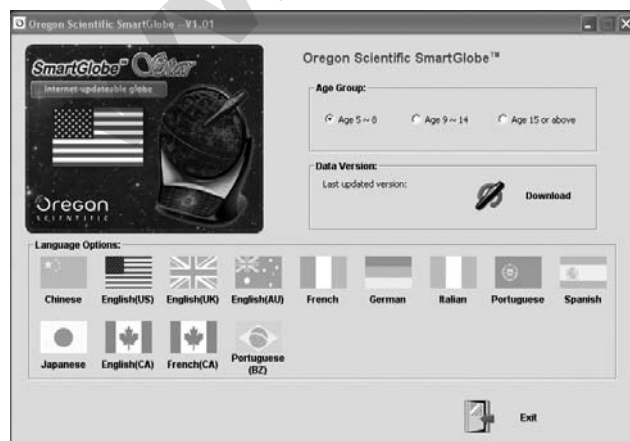 Oregon Scientific SmartGlobe --V1.01
SmartGlobe™ Star
internet-updateable globe
Oregon
SCIENTIFIC
Oregon Scientific SmartGlobe™
Age Group:
Age 5 ~ 8
Age 9 ~ 14
Age 15 or above
Data Version:
Last updated version:
Download
Language Options:
Chinese English(US) English(UK) English(AU) French German Italian Portuguese Spanish
Japanese English(CA) French(CA) Portuguese
(BZ)
Exit